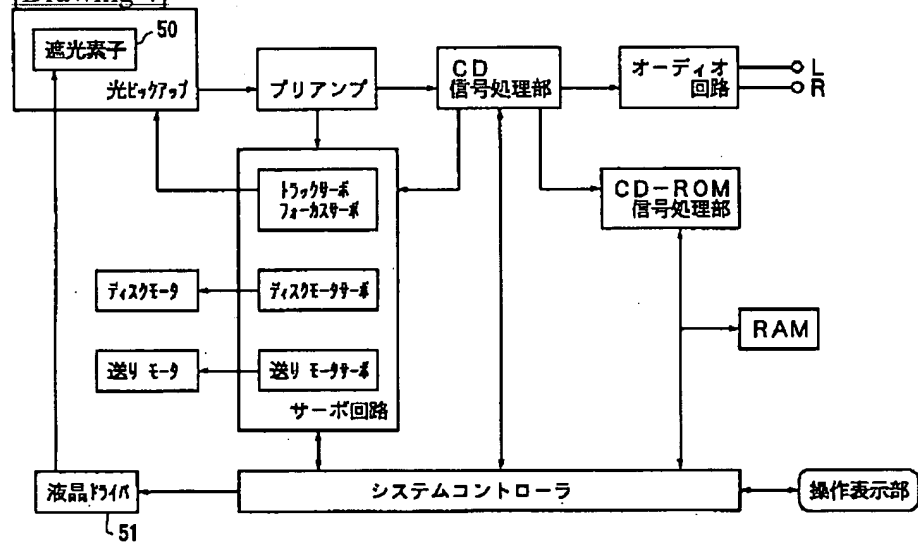 50
遮光素子
光ピックアップ
プリアンプ
CD
信号処理部
オーディオ
回路
L
R
トラックサーボ
フォーカスサーボ
CD-ROM
信号処理部
ディスクモータ
ディスクモータサーボ
RAM
送り モータ
送り モータサーボ
サーボ回路
液晶ドライバ
システムコントローラ
操作表示部
51